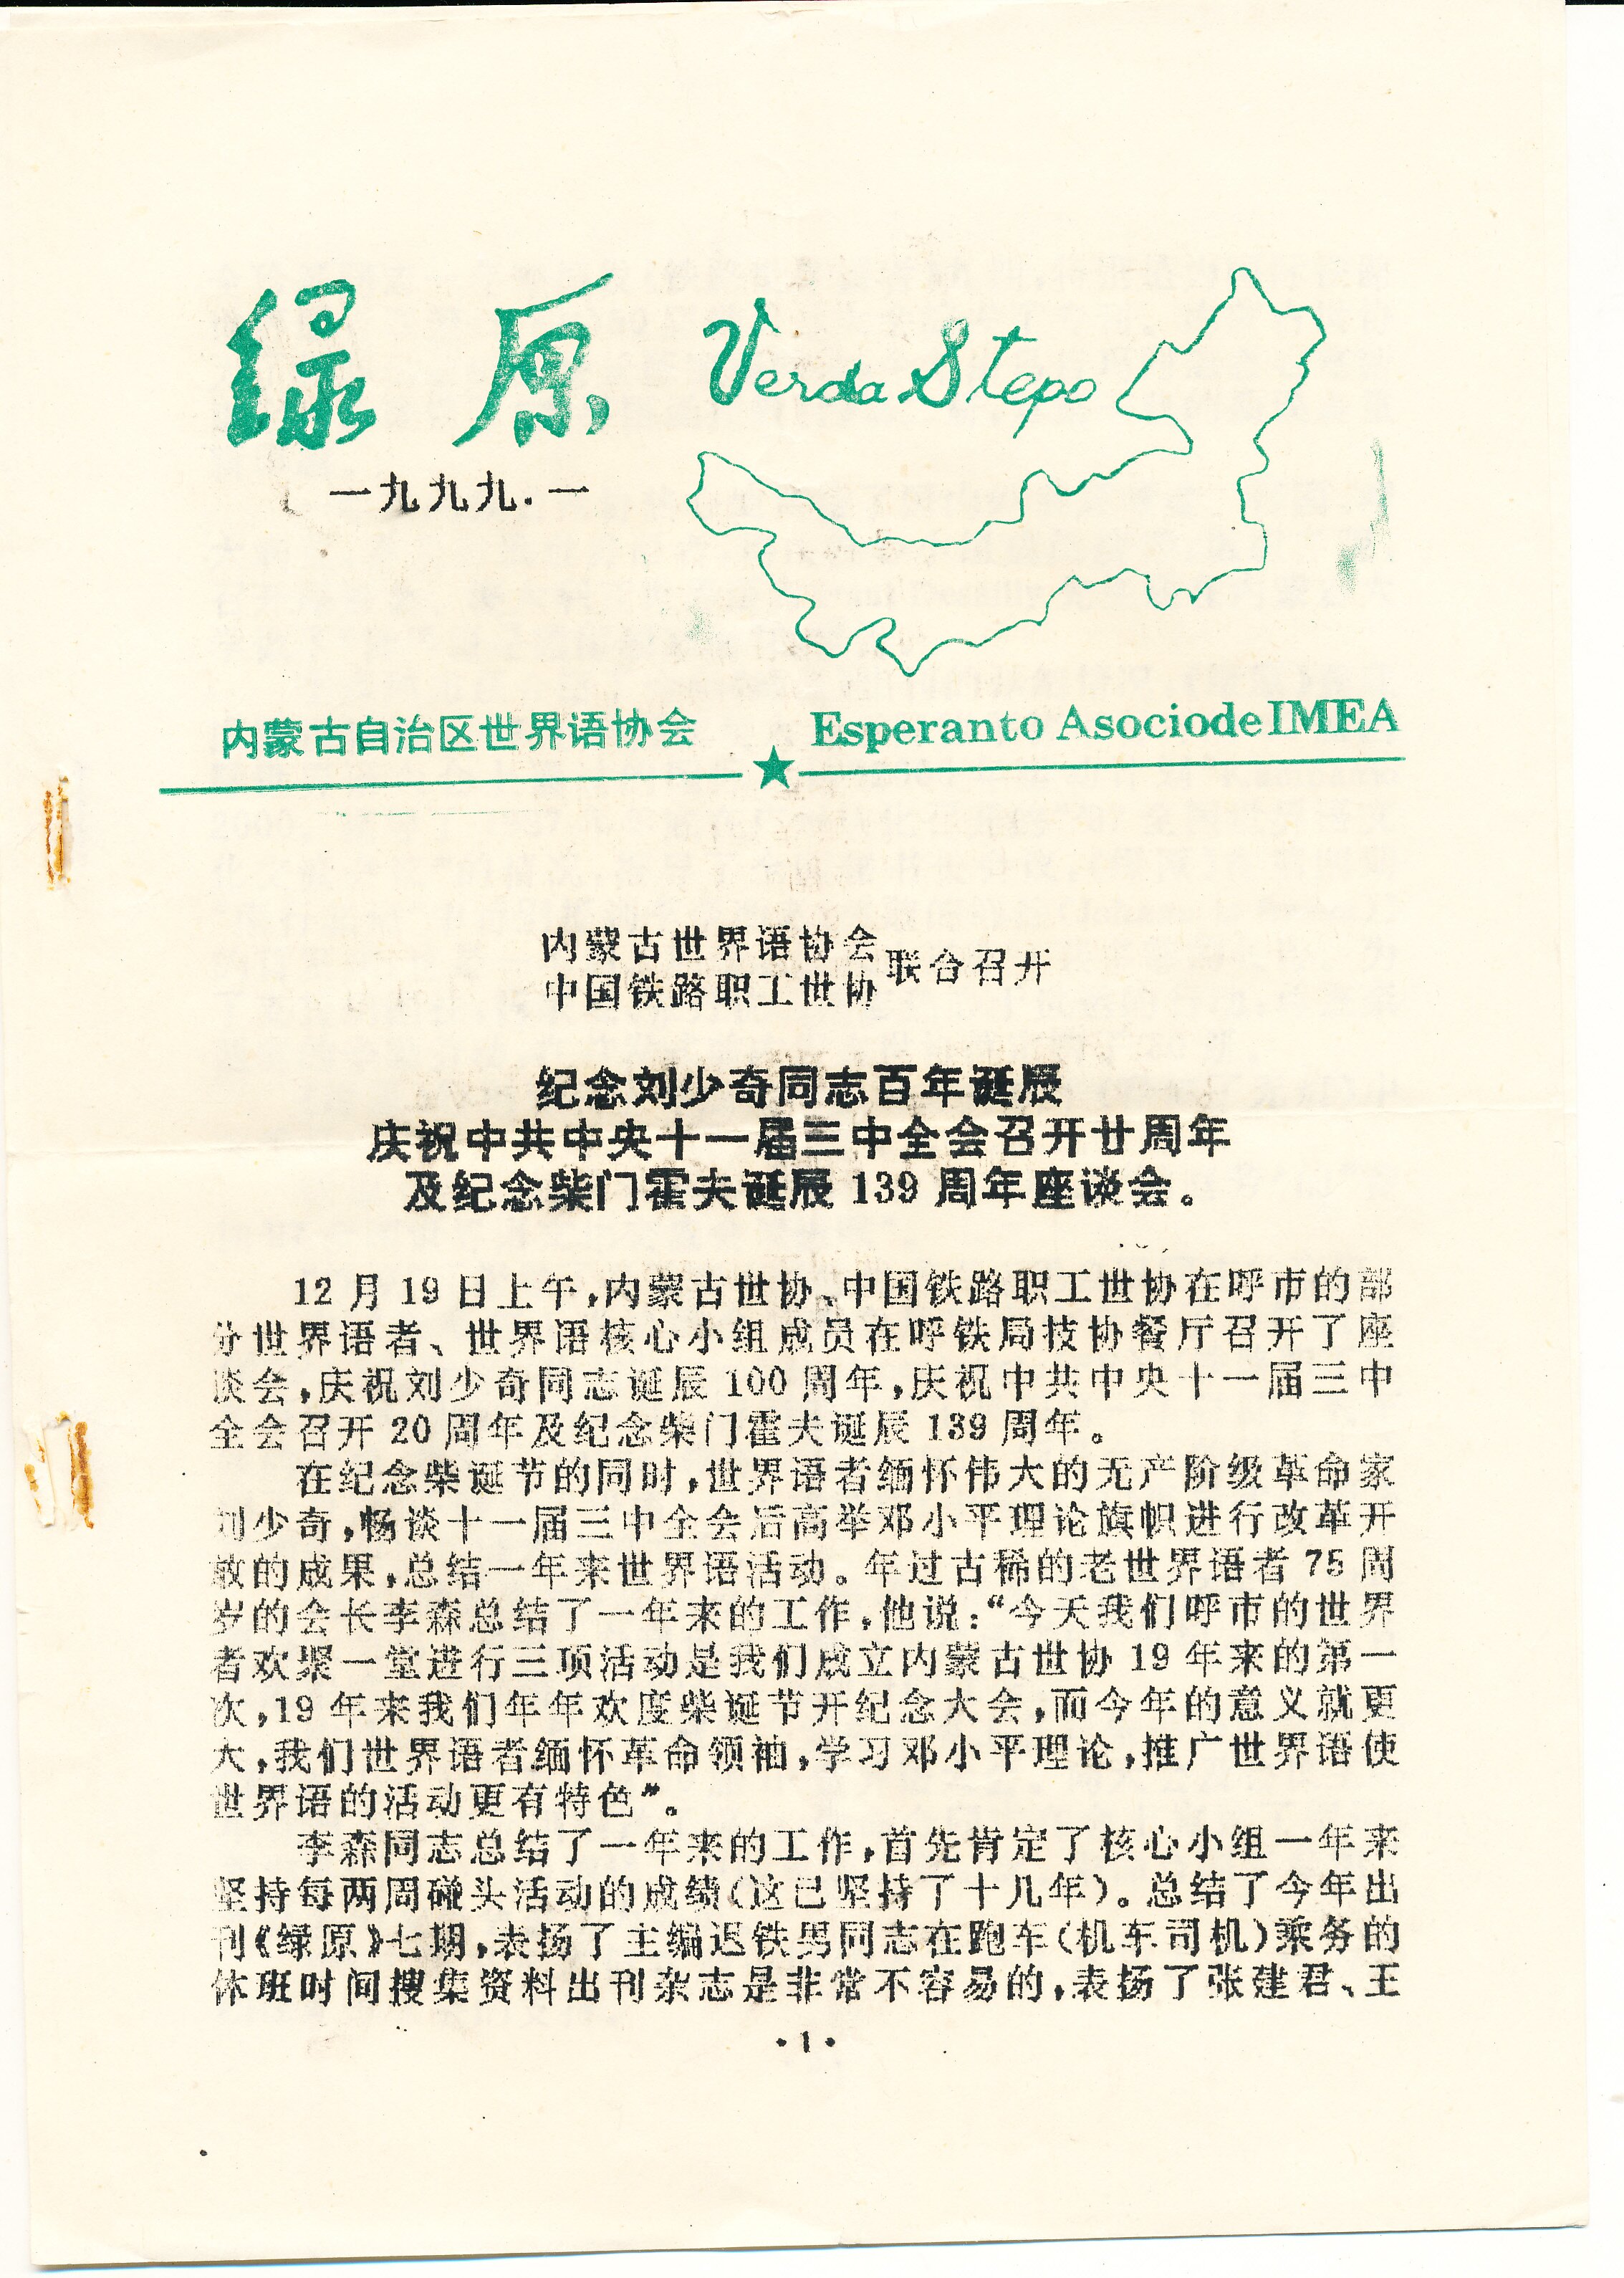 绿原 Verda Stepo
一九九九.一
内蒙古自治区世界语协会 Esperanto Asociode IMEA
内蒙古世界语协会
中国铁路职工世协
联合召开
纪念刘少奇同志百年诞辰
庆祝中共中央十一届三中全会召开廿周年
及纪念柴门霍夫诞辰 139 周年座谈会。
12 月 19 日上午,内蒙古世协、中国铁路职工世协在呼市的部
分世界语者、世界语核心小组成员在呼铁局技协餐厅召开了座
谈会,庆祝刘少奇同志诞辰 100 周年,庆祝中共中央十一届三中
全会召开 20 周年及纪念柴门霍夫诞辰 139 周年。
在纪念柴诞节的同时,世界语者缅怀伟大的无产阶级革命家
刘少奇,畅谈十一届三中全会后高举邓小平理论旗帜进行改革开
放的成果,总结一年来世界语活动。年过古稀的老世界语者 75 周
岁的会长李森总结了一年来的工作,他说:“今天我们呼市的世界
者欢聚一堂进行三项活动是我们成立内蒙古世协 19 年来的第一
次,19 年来我们年年欢度柴诞节开纪念大会,而今年的意义就更
大,我们世界语者缅怀革命领袖,学习邓小平理论,推广世界语使
世界语的活动更有特色”。
李森同志总结了一年来的工作,首先肯定了核心小组一年来
坚持每两周碰头活动的成绩(这已坚持了十几年)。总结了今年出
刊《绿原》七期,表扬了主编迟铁男同志在跑车(机车司机)乘务的
休班时间搜集资料出刊杂志是非常不容易的,表扬了张建君、王
·1·